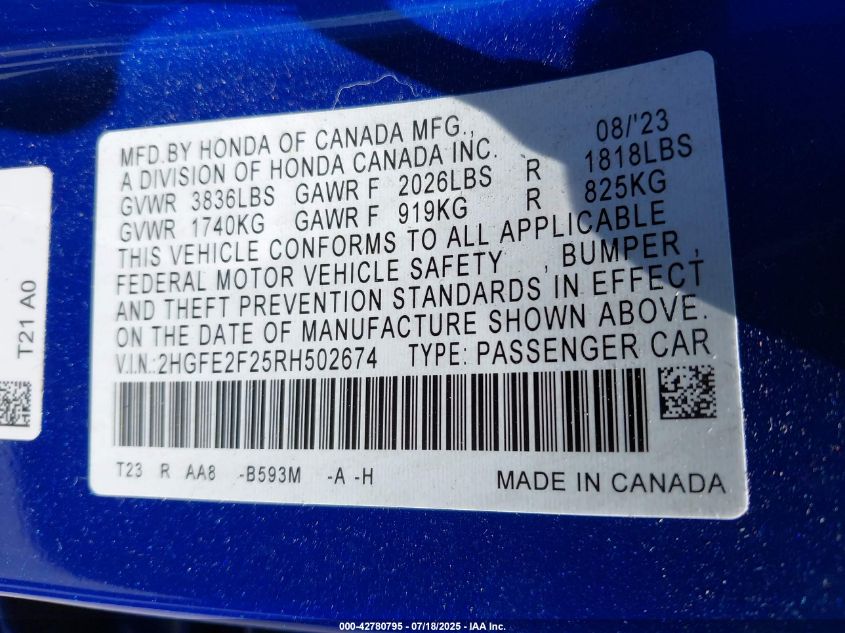 MFD.BY HONDA OF CANADA MFG., 08/'23
A DIVISION OF HONDA CANADA INC.
GVWR 3836LBS GAWR F 2026LBS R 1818LBS
GVWR 1740KG GAWR F 919KG R 825KG
THIS VEHICLE CONFORMS TO ALL APPLICABLE
FEDERAL MOTOR VEHICLE SAFETY , BUMPER ,
AND THEFT PREVENTION STANDARDS IN EFFECT
ON THE DATE OF MANUFACTURE SHOWN ABOVE.
V.I.N.:2HGFE2F25RH502674 TYPE: PASSENGER CAR
T23 R AA8 -B593M -A -H
MADE IN CANADA
T21 A0
000-42780795 - 07/18/2025 - IAA Inc.